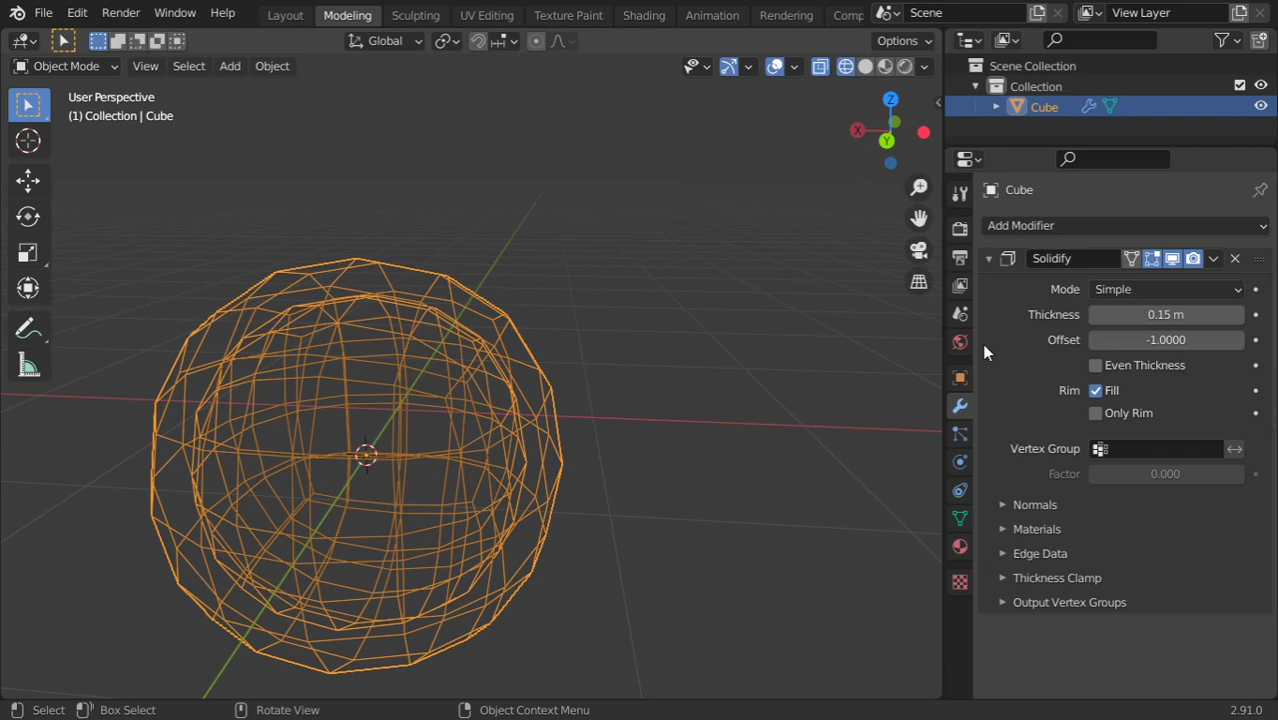 File Edit Render Window Help Layout Modeling Sculpting UV Editing Texture Paint Shading Animation Rendering Comp Scene View Layer
Global Options
Object Mode View Select Add Object
Scene Collection
Collection
Cube
User Perspective
(1) Collection | Cube
Z
X
Y
Cube
Add Modifier
Solidify
Mode Simple
Thickness 0.15 m
Offset -1.0000
Even Thickness
Rim Fill
Only Rim
Vertex Group
Factor 0.000
Normals
Materials
Edge Data
Thickness Clamp
Output Vertex Groups
Select Box Select Rotate View Object Context Menu 2.91.0